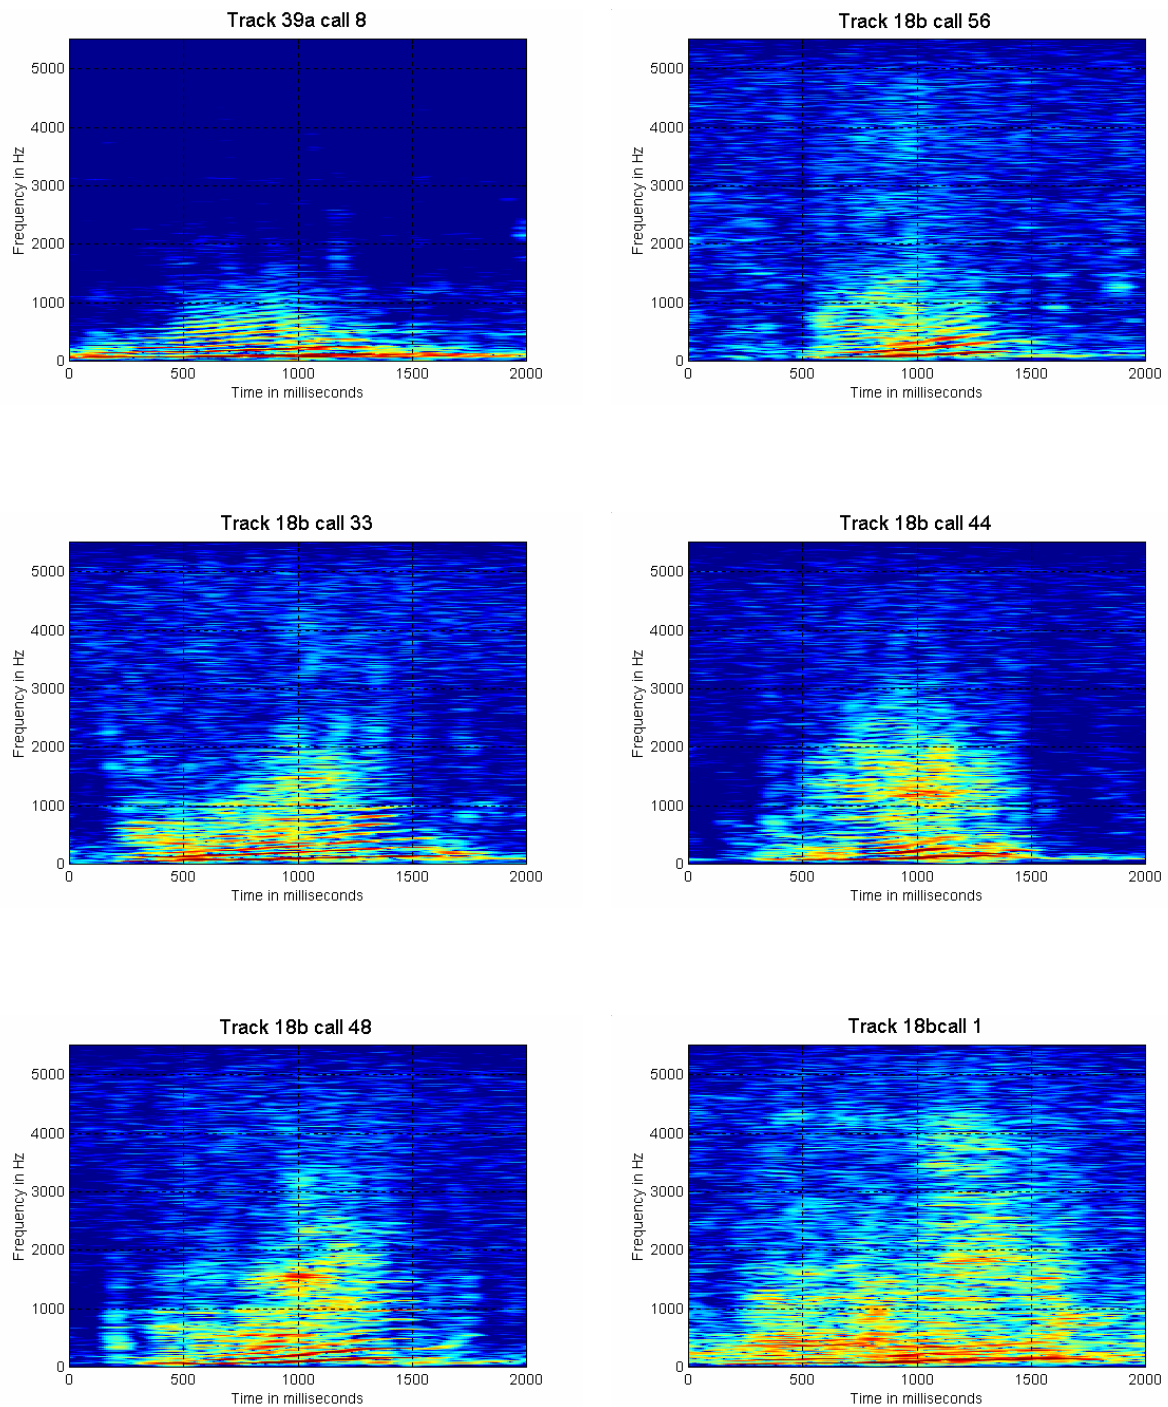 Track 39a call 8
5000
4000
3000
2000
1000
0
Frequency in Hz
0 500 1000 1500 2000
Time in milliseconds
Track 18b call 56
5000
4000
3000
2000
1000
0
Frequency in Hz
0 500 1000 1500 2000
Time in milliseconds
Track 18b call 33
5000
4000
3000
2000
1000
0
Frequency in Hz
0 500 1000 1500 2000
Time in milliseconds
Track 18b call 44
5000
4000
3000
2000
1000
0
Frequency in Hz
0 500 1000 1500 2000
Time in milliseconds
Track 18b call 48
5000
4000
3000
2000
1000
0
Frequency in Hz
0 500 1000 1500 2000
Time in milliseconds
Track 18bcall 1
5000
4000
3000
2000
1000
0
Frequency in Hz
0 500 1000 1500 2000
Time in milliseconds